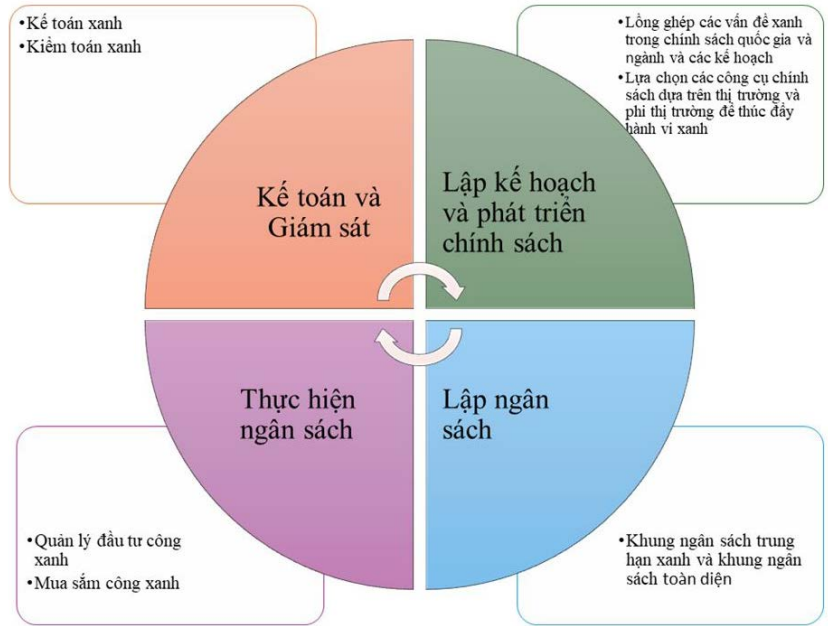 •Kế toán xanh
•Kiểm toán xanh
•Lồng ghép các vấn đề xanh
trong chính sách quốc gia và
ngành và các kế hoạch
•Lựa chọn các công cụ chính
sách dựa trên thị trường và
phi thị trường để thúc đẩy
hành vi xanh
Kế toán và
Giám sát
Lập kế hoạch
và phát triển
chính sách
Thực hiện
ngân sách
Lập ngân
sách
•Quản lý đầu tư công
xanh
•Mua sắm công xanh
•Khung ngân sách trung
hạn xanh và khung ngân
sách toàn diện